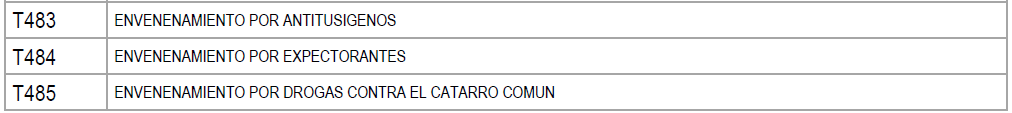 T483 ENVENENAMIENTO POR ANTITUSIGENOS
T484 ENVENENAMIENTO POR EXPECTORANTES
T485 ENVENENAMIENTO POR DROGAS CONTRA EL CATARRO COMUN